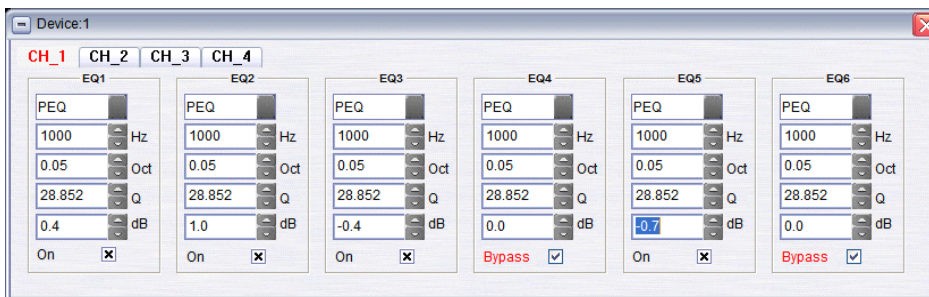 Device:1
CH_1 CH_2 CH_3 CH_4
EQ1 EQ2 EQ3 EQ4 EQ5 EQ6
PEQ PEQ PEQ PEQ PEQ PEQ
1000 Hz 1000 Hz 1000 Hz 1000 Hz 1000 Hz 1000 Hz
0.05 Oct 0.05 Oct 0.05 Oct 0.05 Oct 0.05 Oct 0.05 Oct
28.852 Q 28.852 Q 28.852 Q 28.852 Q 28.852 Q 28.852 Q
0.4 dB 1.0 dB -0.4 dB 0.0 dB -0.7 dB 0.0 dB
On On On Bypass On Bypass